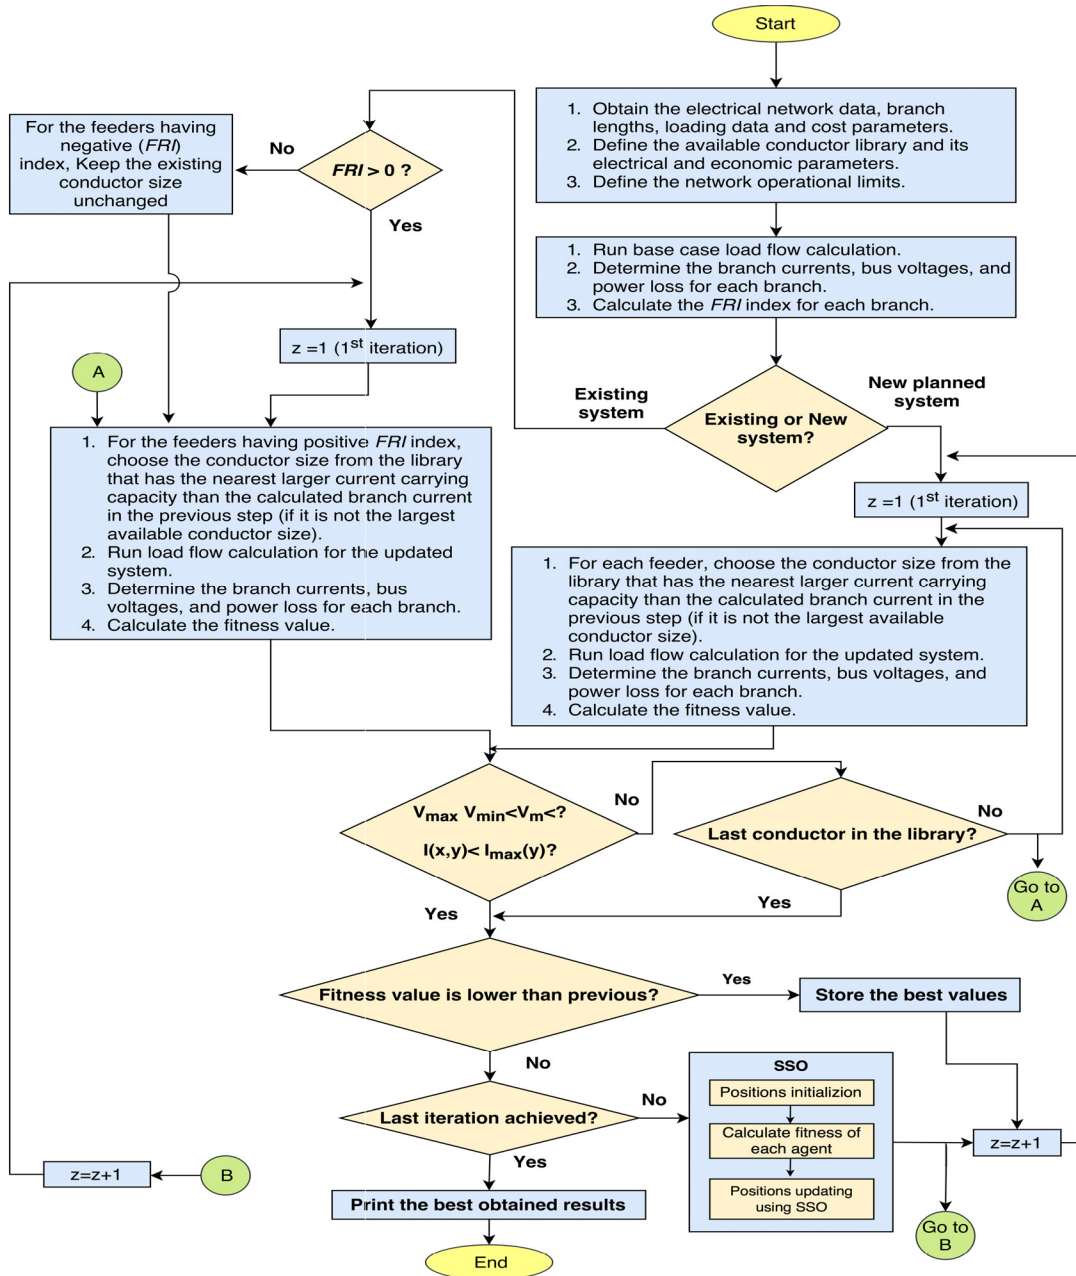 Start
1. Obtain the electrical network data, branch
lengths, loading data and cost parameters.
2. Define the available conductor library and its
electrical and economic parameters.
3. Define the network operational limits.
For the feeders having
negative (FRI)
index, Keep the existing
conductor size
unchanged
No
FRI > 0 ?
Yes
1. Run base case load flow calculation.
2. Determine the branch currents, bus voltages, and
power loss for each branch.
3. Calculate the FRI index for each branch.
z =1 (1st iteration)
A
Existing
system
Existing or New
system?
New planned
system
z =1 (1st iteration)
1. For the feeders having positive FRI index,
choose the conductor size from the library
that has the nearest larger current carrying
capacity than the calculated branch current
in the previous step (if it is not the largest
available conductor size).
2. Run load flow calculation for the updated
system.
3. Determine the branch currents, bus
voltages, and power loss for each branch.
4. Calculate the fitness value.
1. For each feeder, choose the conductor size from the
library that has the nearest larger current carrying
capacity than the calculated branch current in the
previous step (if it is not the largest available
conductor size).
2. Run load flow calculation for the updated system.
3. Determine the branch currents, bus voltages, and
power loss for each branch.
4. Calculate the fitness value.
Vmax Vmin<Vm<?
I(x,y)< Imax(y)?
No
Last conductor in the library?
No
Go to
A
Yes
Yes
Fitness value is lower than previous?
Yes
Store the best values
No
Last iteration achieved?
No
SSO
Positions initializion
Calculate fitness of
each agent
Positions updating
using SSO
z=z+1
Go to
B
Yes
z=z+1
B
Print the best obtained results
End